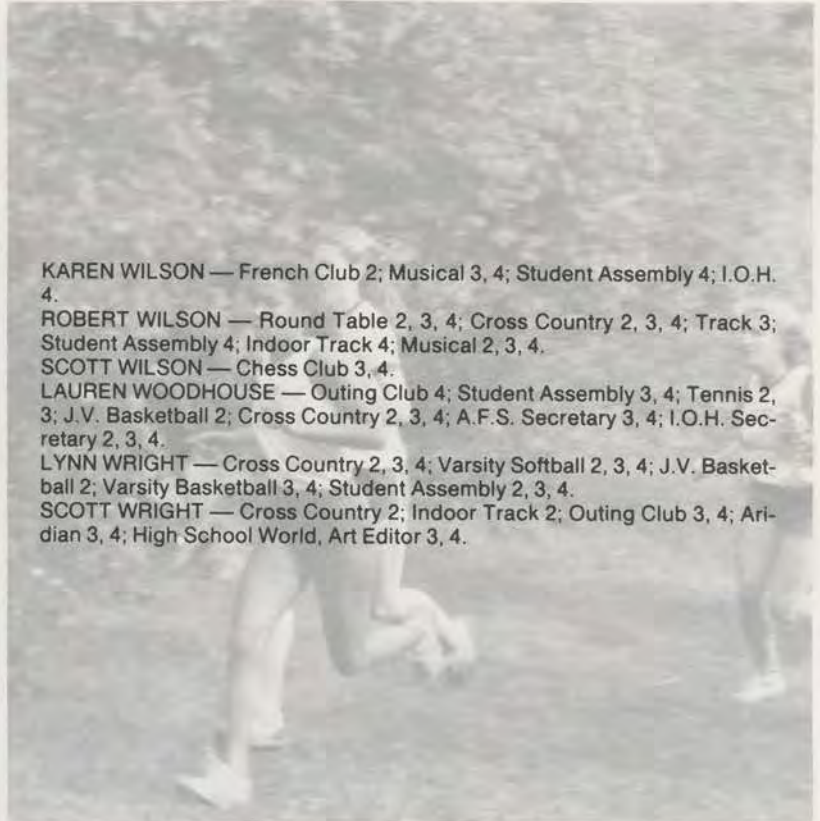 KAREN WILSON — French Club 2; Musical 3, 4; Student Assembly 4; I.O.H.
4.
ROBERT WILSON — Round Table 2, 3, 4; Cross Country 2, 3, 4; Track 3;
Student Assembly 4; Indoor Track 4; Musical 2, 3, 4.
SCOTT WILSON — Chess Club 3, 4.
LAUREN WOODHOUSE — Outing Club 4; Student Assembly 3, 4; Tennis 2,
3; J.V. Basketball 2; Cross Country 2, 3, 4; A.F.S. Secretary 3, 4; I.O.H. Sec-
retary 2, 3, 4.
LYNN WRIGHT — Cross Country 2, 3, 4; Varsity Softball 2, 3, 4; J.V. Basket-
ball 2; Varsity Basketball 3, 4; Student Assembly 2, 3, 4.
SCOTT WRIGHT — Cross Country 2; Indoor Track 2; Outing Club 3, 4; Ari-
dian 3, 4; High School World, Art Editor 3, 4.